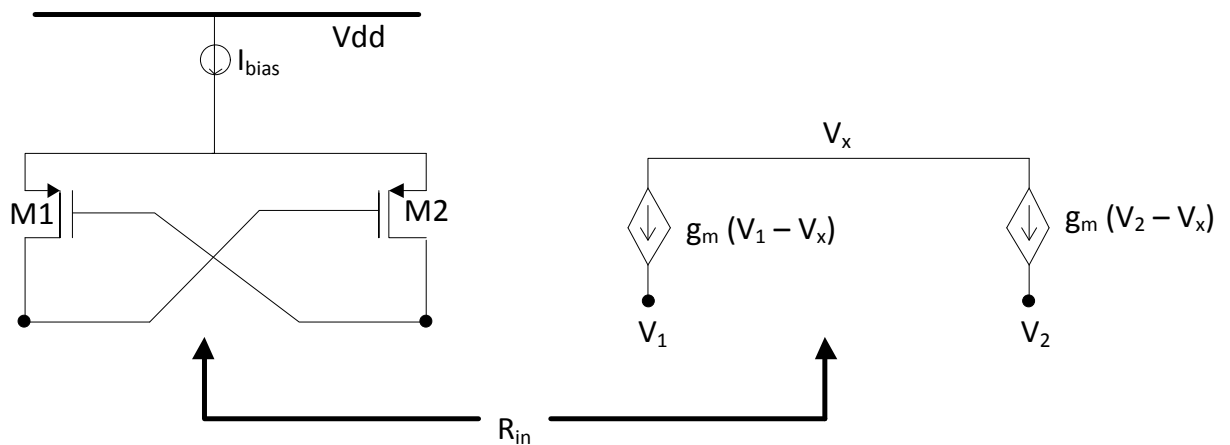 Vdd
I_bias
M1
M2
V_x
g_m (V_1 – V_x)
g_m (V_2 – V_x)
V_1
V_2
R_in